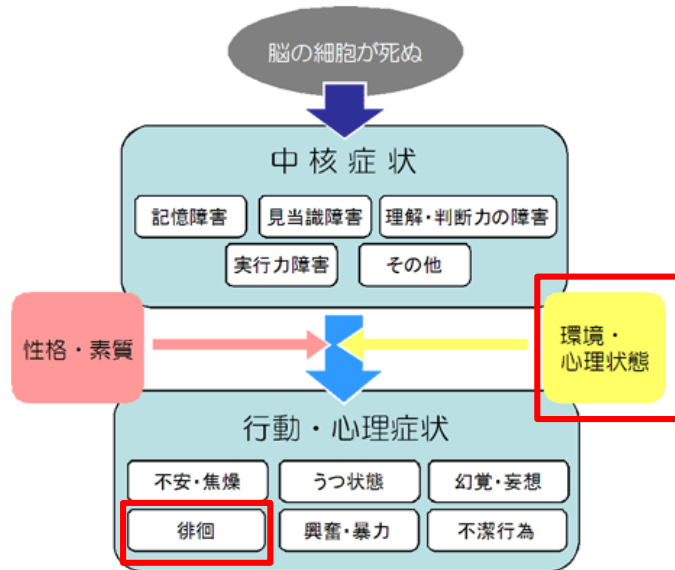 脳の細胞が死ぬ
中核症状
記憶障害
見当識障害
理解・判断力の障害
実行力障害
その他
性格・素質
環境・
心理状態
行動・心理症状
不安・焦燥
うつ状態
幻覚・妄想
徘徊
興奮・暴力
不潔行為